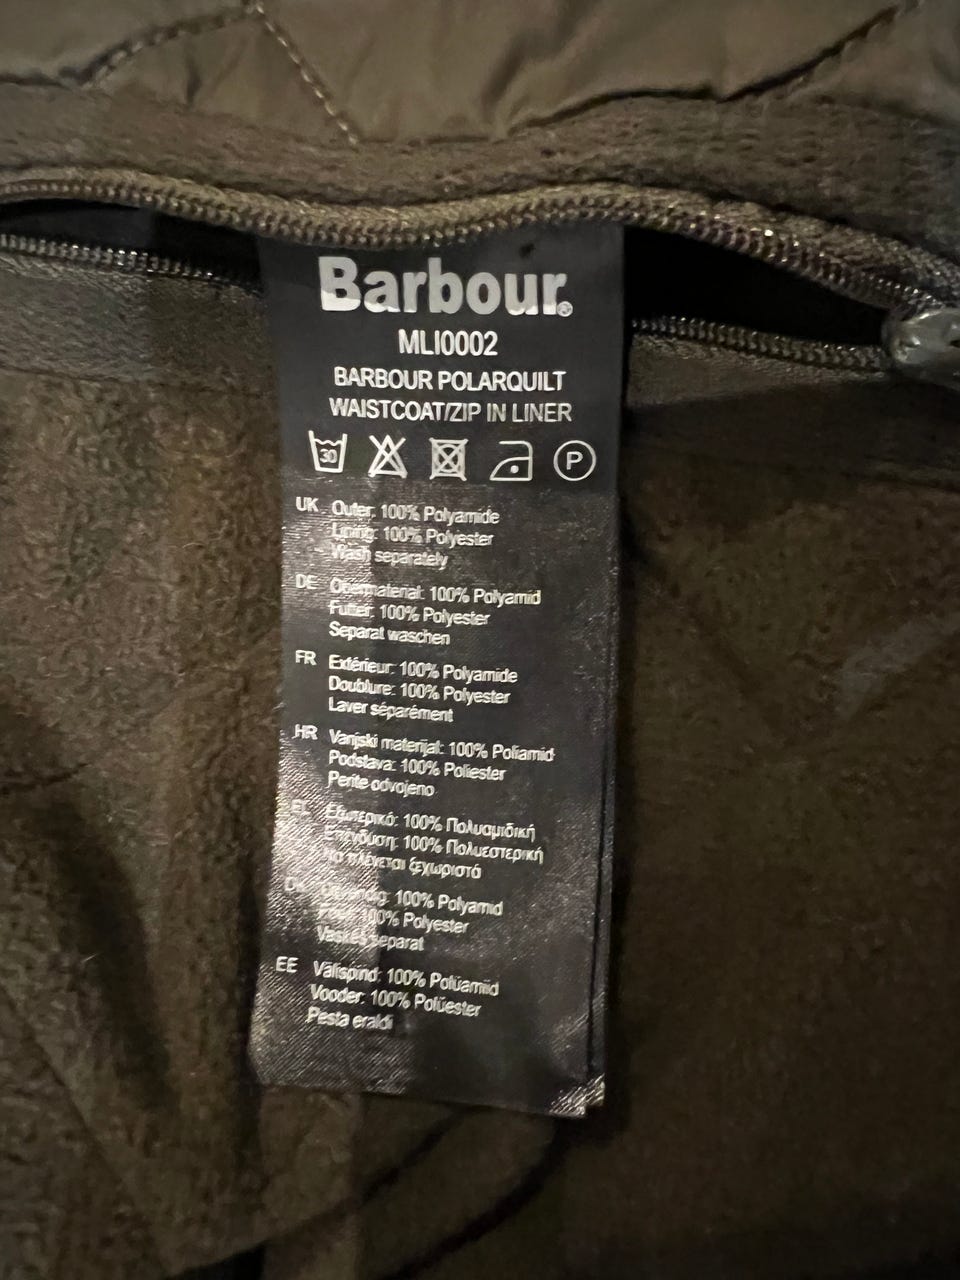 Barbour®
MLI0002
BARBOUR POLARQUILT
WAISTCOAT/ZIP IN LINER
30 P
UK Outer: 100% Polyamide
Lining: 100% Polyester
Wash separately
DE Obermaterial: 100% Polyamid
Futter: 100% Polyester
Separat waschen
FR Extérieur: 100% Polyamide
Doublure: 100% Polyester
Laver séparément
HR Vanjski materijal: 100% Poliamid
Podstava: 100% Poliester
Perite odvojeno
EL Εξωτερικό: 100% Πολυαμιδική
Επένδυση: 100% Πολυεστερική
Να πλένεται ξεχωριστά
DK 100% Polyamid
100% Polyester
Vaskes separat
EE Välispind: 100% Polüamiid
Vooder: 100% Polüester
Pesta eraldi